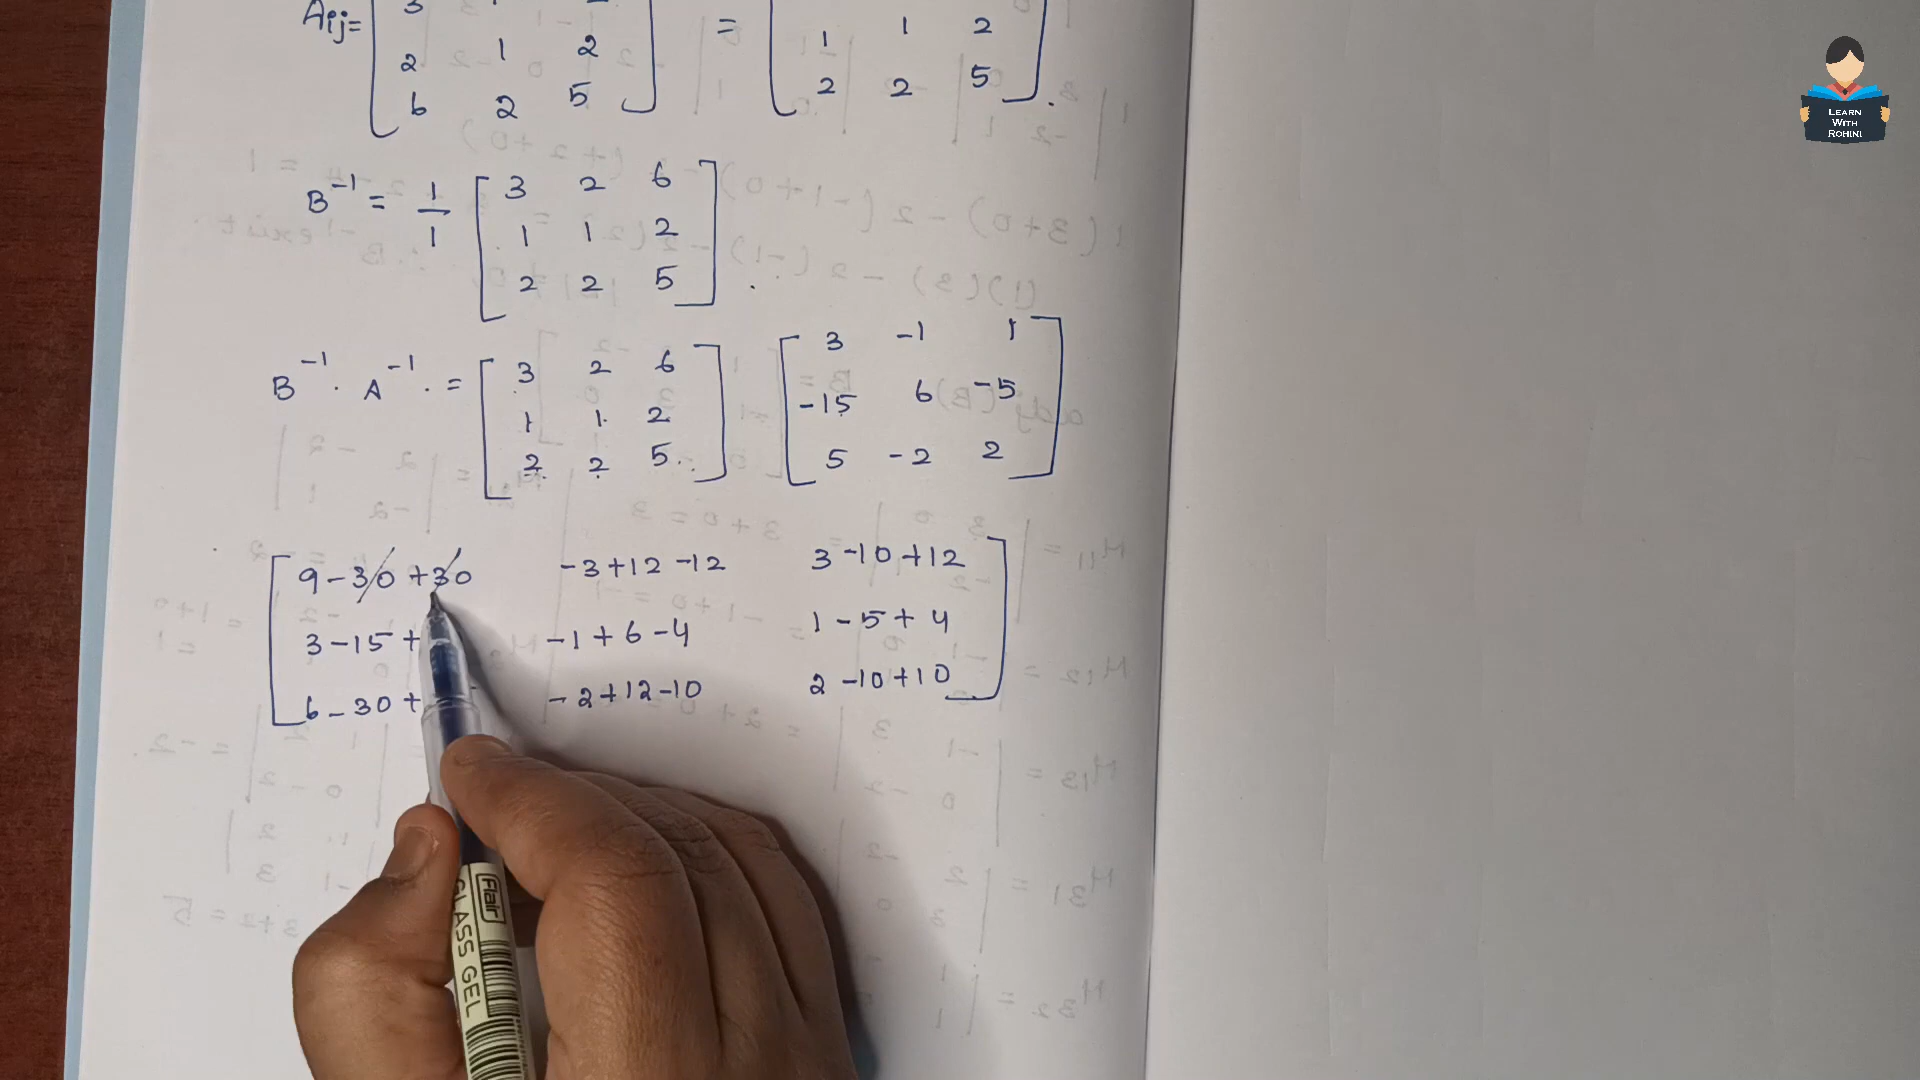 Aij= [ 3
2 1 2
6 2 5 ] = [ 1 1 2
2 2 5 ].
B⁻¹ = 1/1 [ 3 2 6
1 1 2
2 2 5 ].
B⁻¹. A⁻¹. = [ 3 2 6
1 1 2
2 2 5 ] [ 3 -1 1
-15 6 -5
5 -2 2 ]
[ 9-30+30 -3+12-12 3-10+12
3-15+ -1+6-4 1-5+4
6-30+ -2+12-10 2-10+10 ]
Flair
GLASS GEL
LEARN
WITH
ROHINI